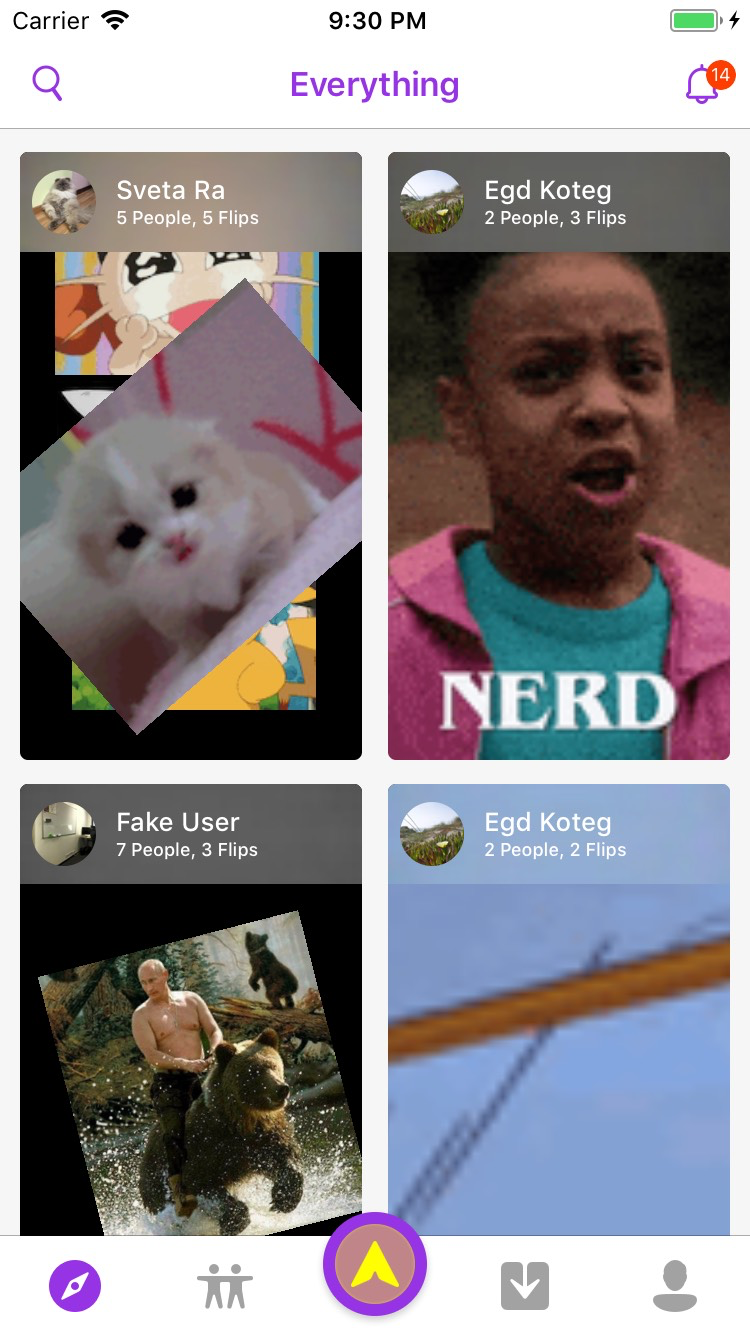 Carrier
9:30 PM
Everything
14
Sveta Ra
5 People, 5 Flips
Egd Koteg
2 People, 3 Flips
NERD
Fake User
7 People, 3 Flips
Egd Koteg
2 People, 2 Flips